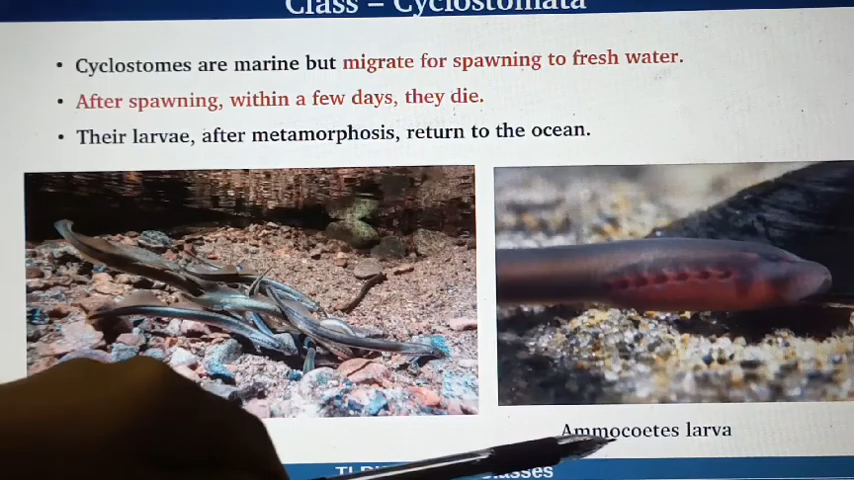 Class – Cyclostomata
• Cyclostomes are marine but migrate for spawning to fresh water.
• After spawning, within a few days, they die.
• Their larvae, after metamorphosis, return to the ocean.
Ammocoetes larva